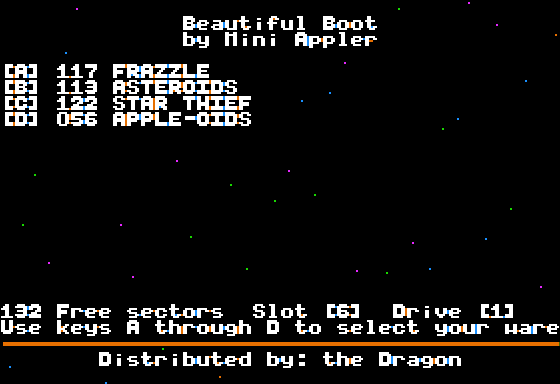 Beautiful Boot
by Mini Appler
[A] 117 FRAZZLE
[B] 113 ASTEROIDS
[C] 122 STAR THIEF
[D] 056 APPLE-OIDS
132 Free sectors Slot [6] Drive [1]
Use keys A through D to select your ware
Distributed by: the Dragon